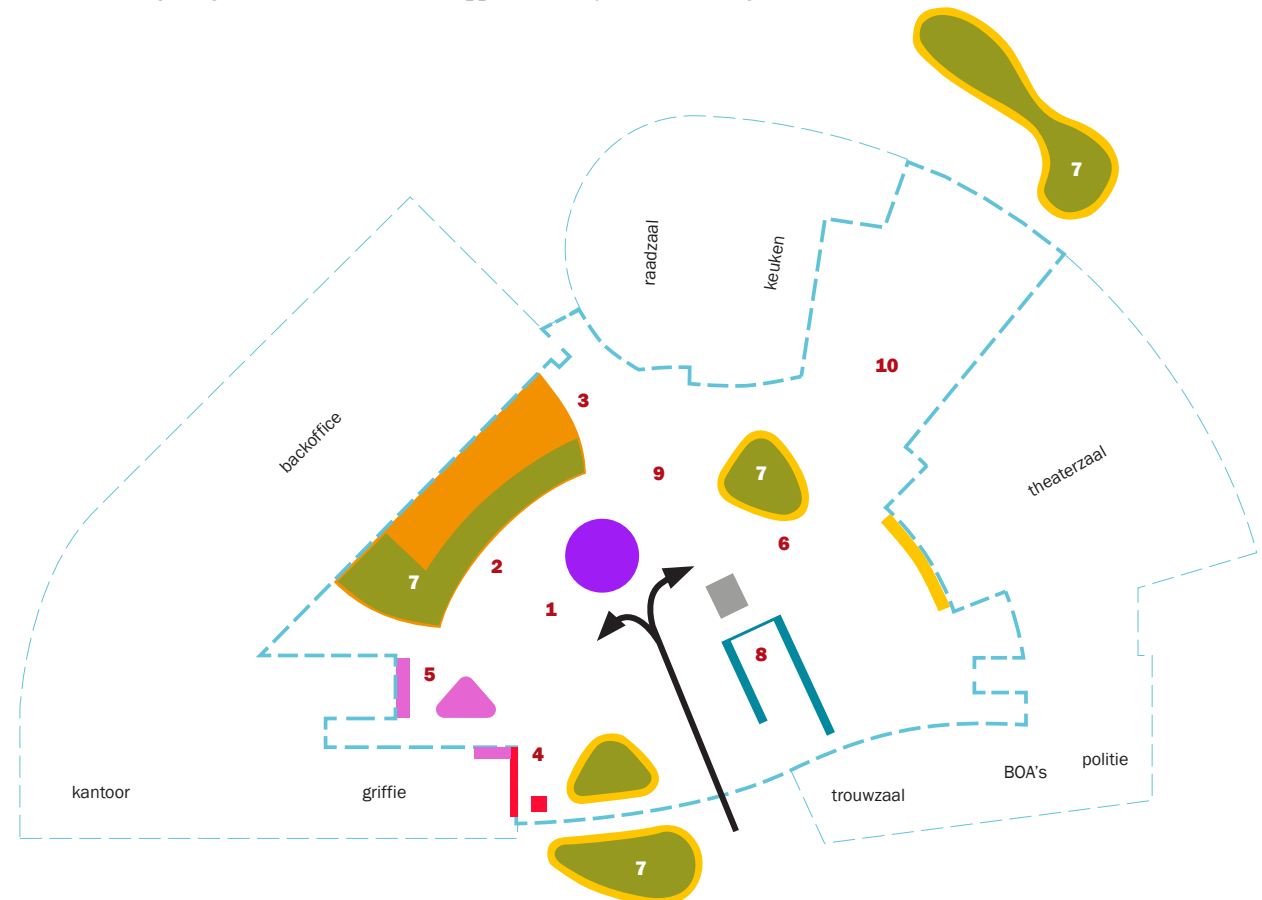 7
raadzaal
keuken
10
3
backoffice
theaterzaal
9
7
6
2
7
1
5
8
4
politie
BOA's
kantoor
griffie
trouwzaal
7